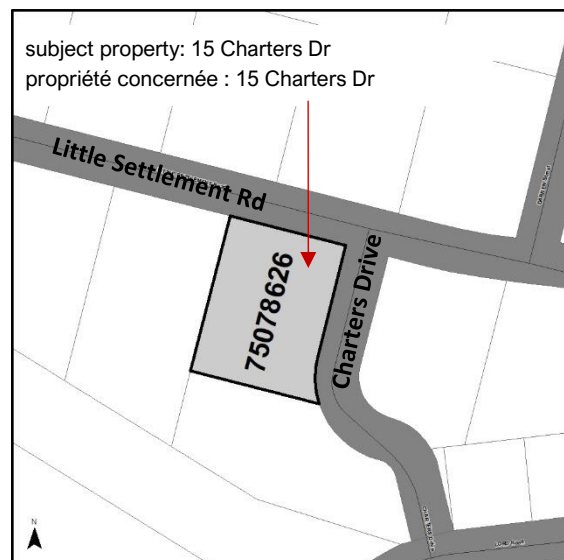 subject property: 15 Charters Dr
propriété concernée : 15 Charters Dr
Little Settlement Rd
Charters Drive
75078626
N